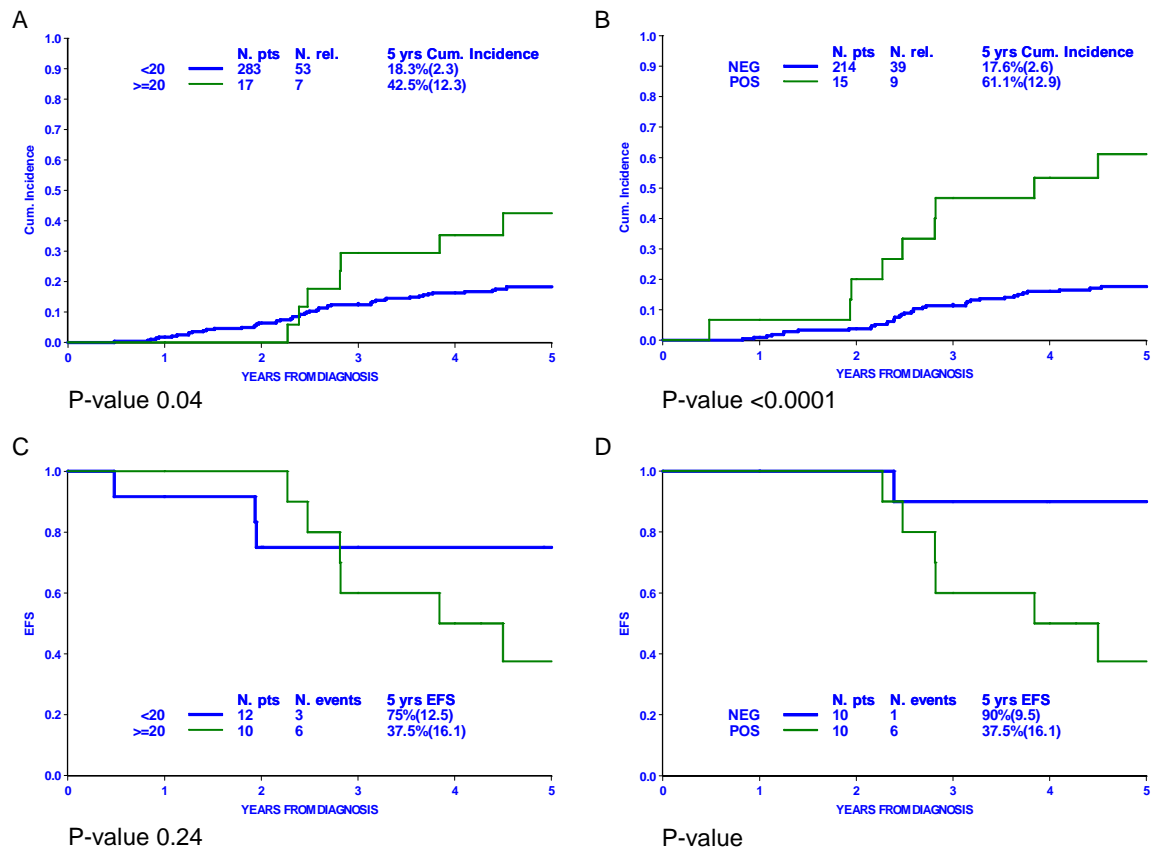 A
N. pts N. rel. 5 yrs Cum. Incidence
<20 283 53 18.3%(2.3)
>=20 17 7 42.5%(12.3)
1.0
0.9
0.8
0.7
0.6
0.5
0.4
0.3
0.2
0.1
0.0
Cum. Incidence
0 1 2 3 4 5
YEARS FROM DIAGNOSIS
P-value 0.04
B
N. pts N. rel. 5 yrs Cum. Incidence
NEG 214 39 17.6%(2.6)
POS 15 9 61.1%(12.9)
1.0
0.9
0.8
0.7
0.6
0.5
0.4
0.3
0.2
0.1
0.0
Cum. Incidence
0 1 2 3 4 5
YEARS FROM DIAGNOSIS
P-value <0.0001
C
1.0
0.8
0.6
0.4
0.2
0.0
EFS
N. pts N. events 5 yrs EFS
<20 12 3 75%(12.5)
>=20 10 6 37.5%(16.1)
0 1 2 3 4 5
YEARS FROM DIAGNOSIS
P-value 0.24
D
1.0
0.8
0.6
0.4
0.2
0.0
EFS
N. pts N. events 5 yrs EFS
NEG 10 1 90%(9.5)
POS 10 6 37.5%(16.1)
0 1 2 3 4 5
YEARS FROM DIAGNOSIS
P-value